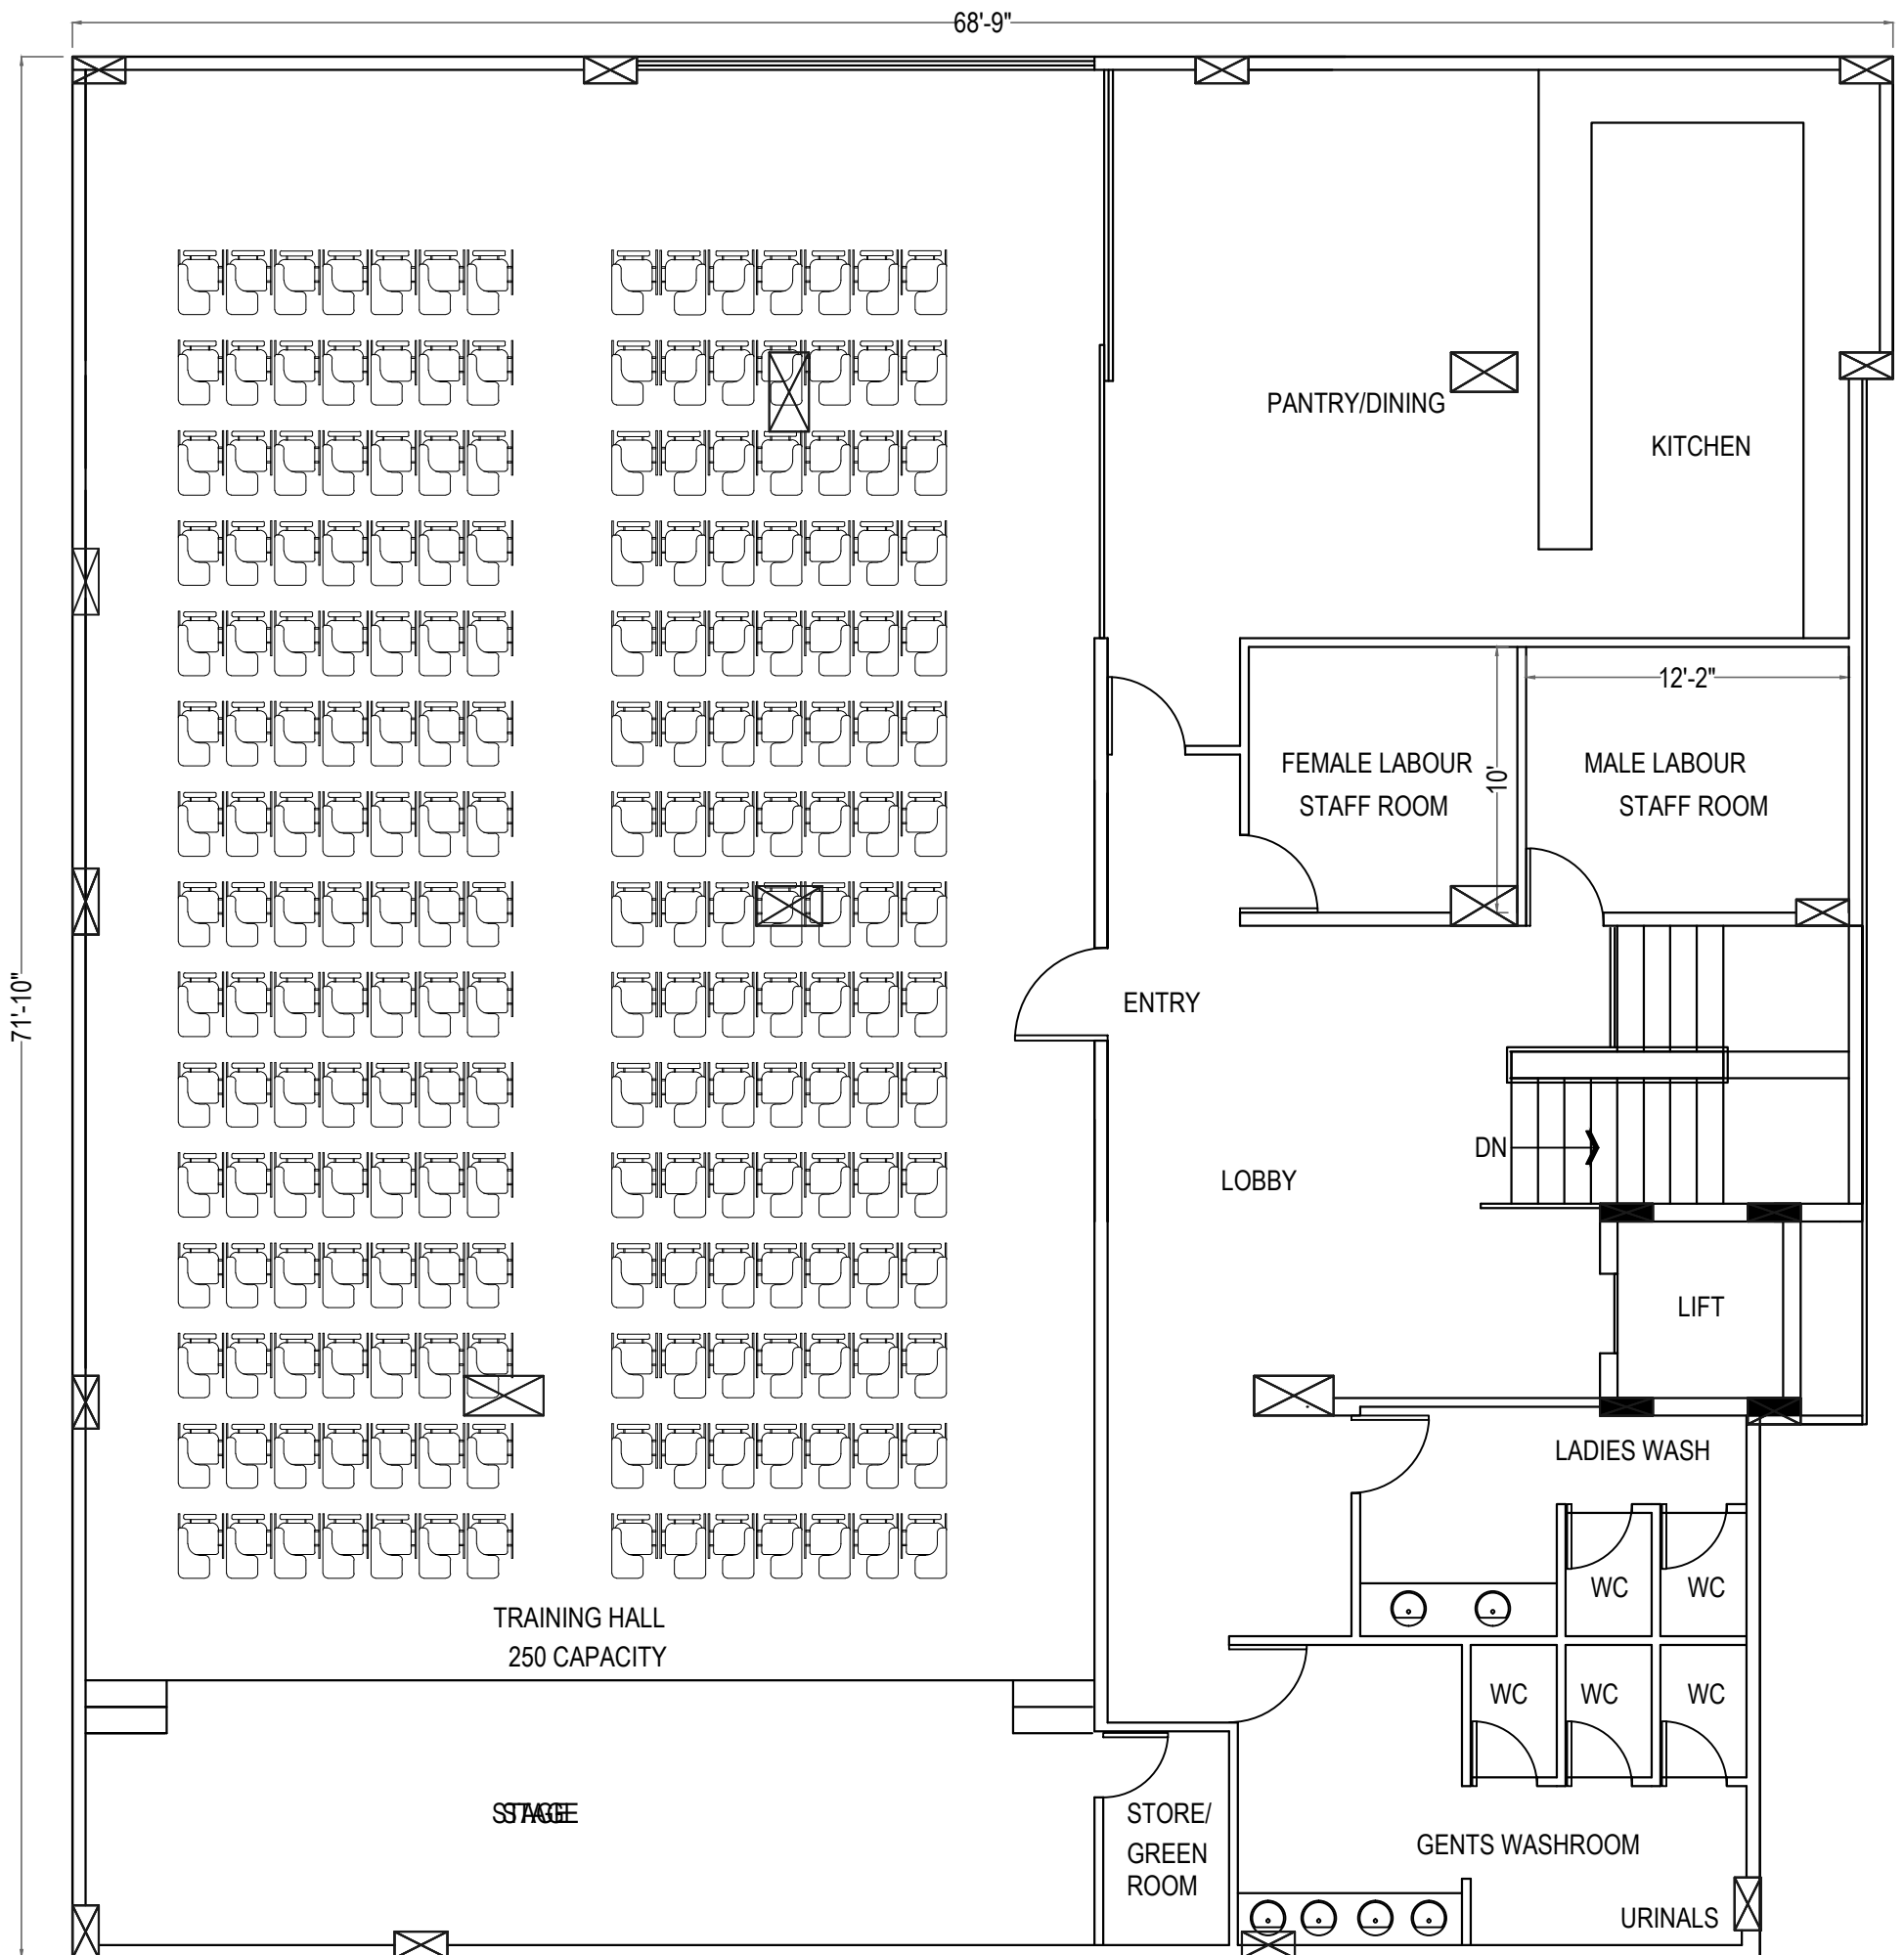 68'-9"
PANTRY/DINING
KITCHEN
12'-2"
FEMALE LABOUR
STAFF ROOM
10'
MALE LABOUR
STAFF ROOM
71'-10"
ENTRY
DN
LOBBY
LIFT
LADIES WASH
WC
WC
TRAINING HALL
250 CAPACITY
WC
WC
WC
STAGE
STAGE
STORE/
GREEN
ROOM
GENTS WASHROOM
URINALS